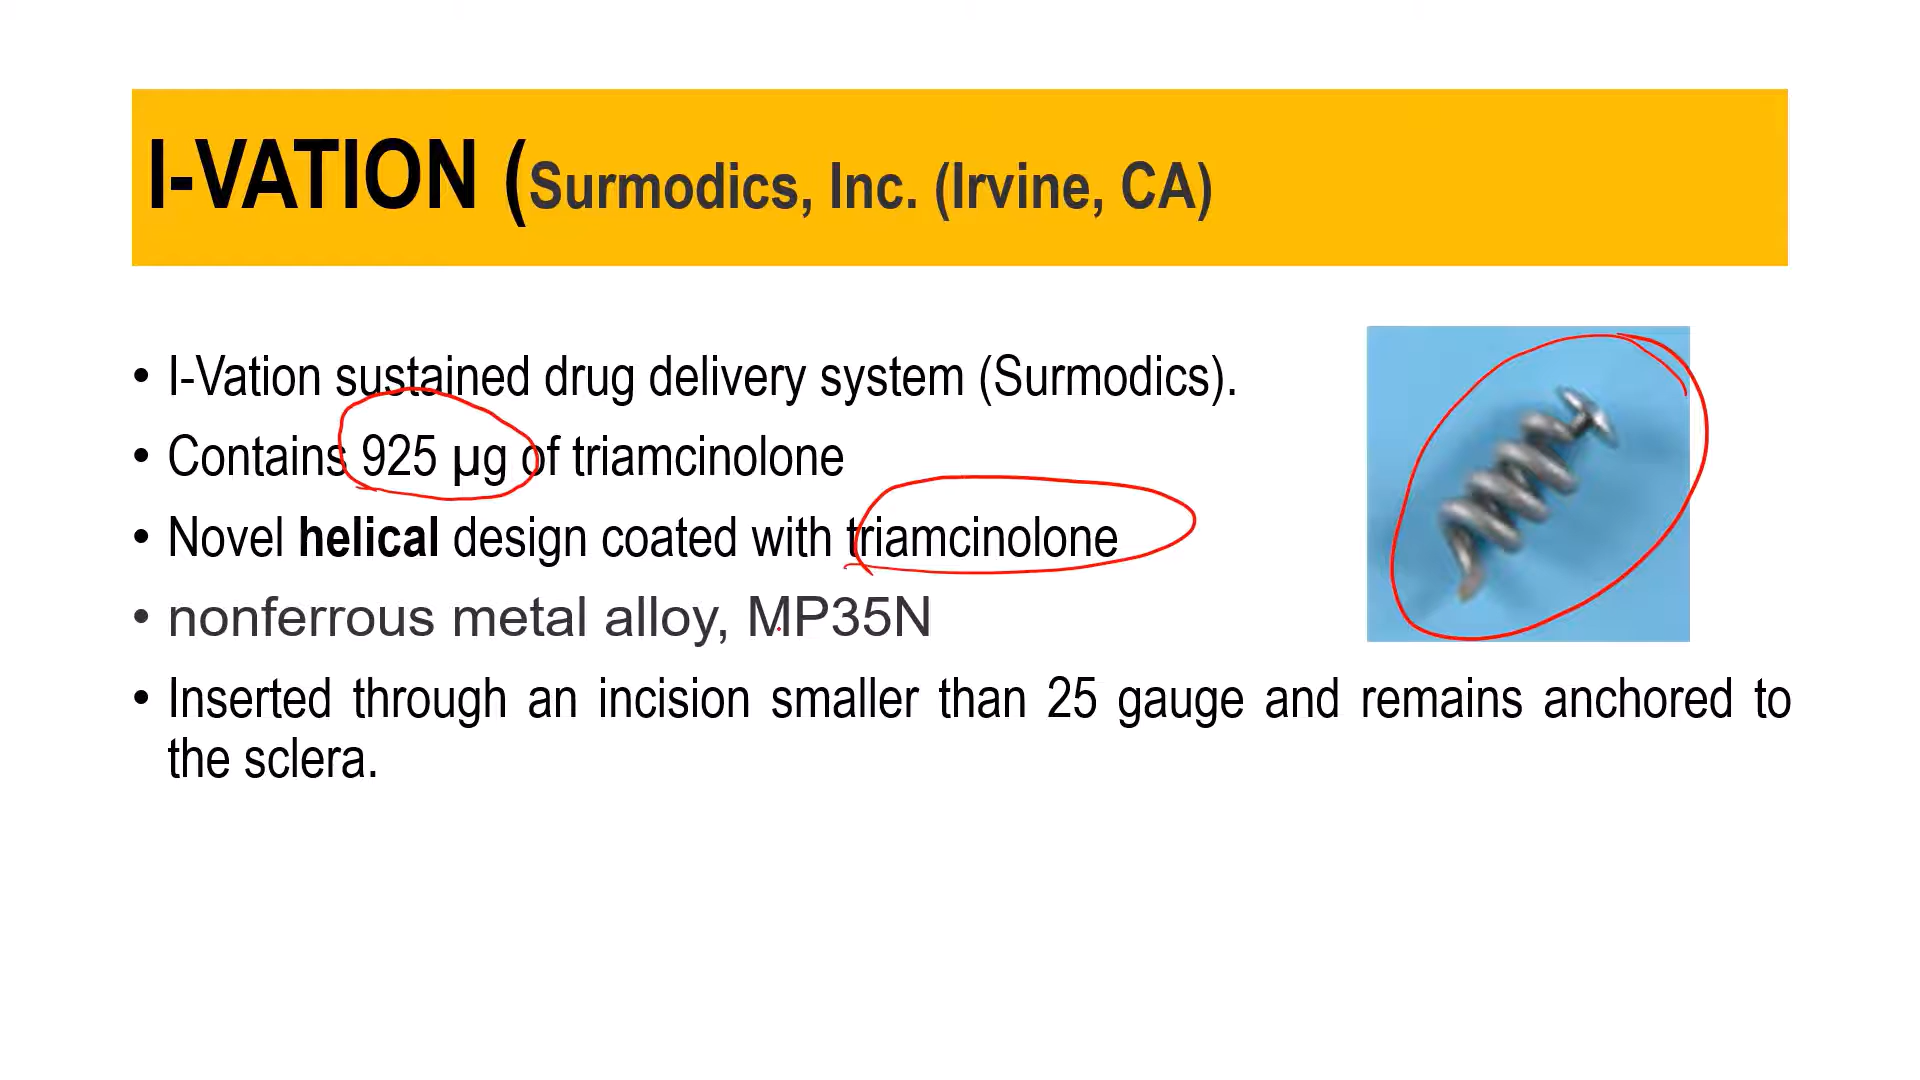 I-VATION (Surmodics, Inc. (Irvine, CA)
• I-Vation sustained drug delivery system (Surmodics).
• Contains 925 µg of triamcinolone
• Novel helical design coated with triamcinolone
• nonferrous metal alloy, MP35N
• Inserted through an incision smaller than 25 gauge and remains anchored to
the sclera.